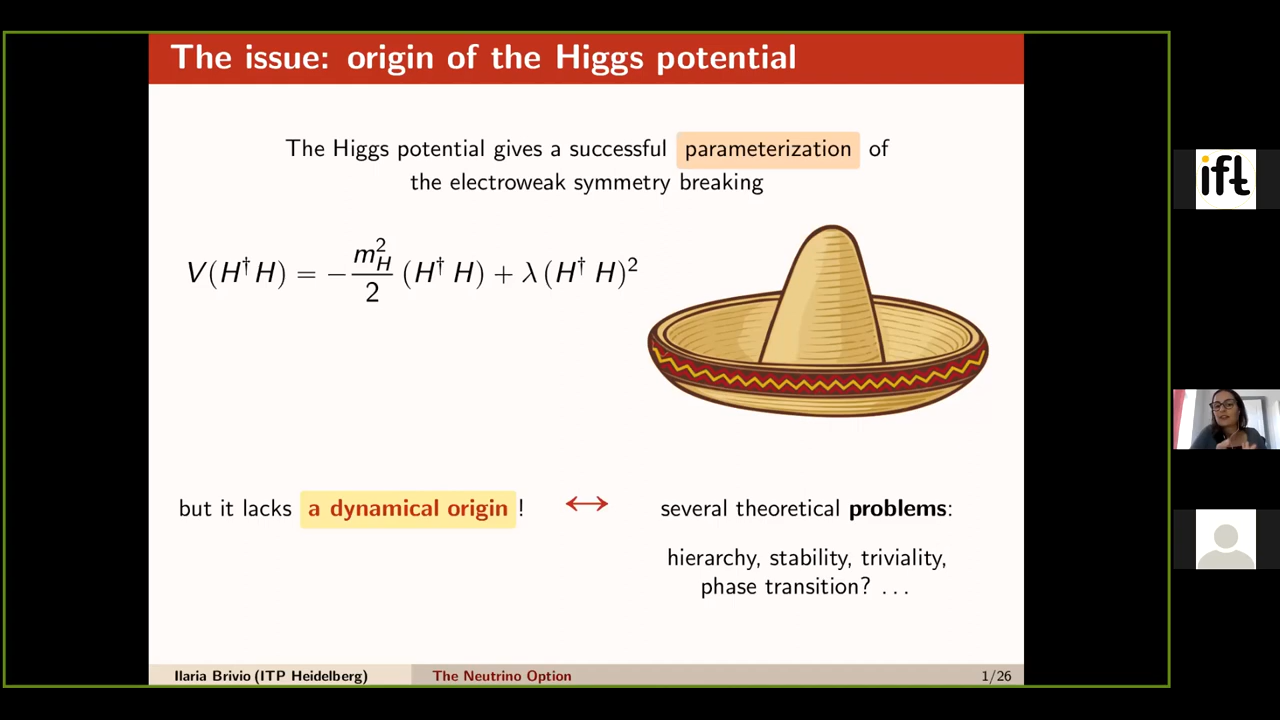 The issue: origin of the Higgs potential
The Higgs potential gives a successful parameterization of
the electroweak symmetry breaking
V(H†H) = − m²_H/2 (H† H) + λ (H† H)²
but it lacks a dynamical origin ! ↔ several theoretical problems:
hierarchy, stability, triviality,
phase transition? ...
Ilaria Brivio (ITP Heidelberg) The Neutrino Option 1/26
ift